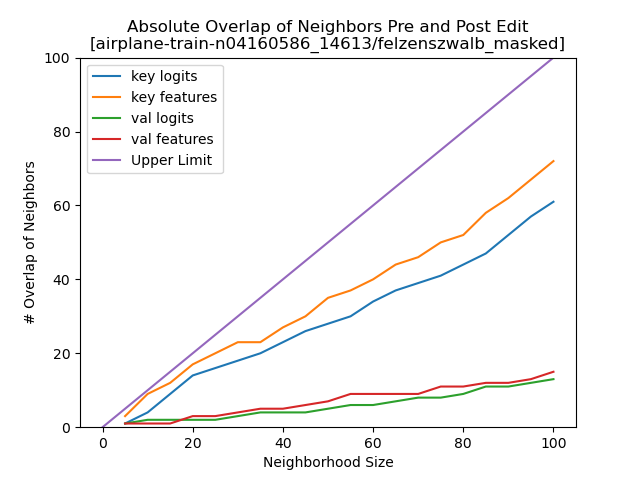 Absolute Overlap of Neighbors Pre and Post Edit
[airplane-train-n04160586_14613/felzenszwalb_masked]
100
80
60
40
20
0
# Overlap of Neighbors
key logits
key features
val logits
val features
Upper Limit
0 20 40 60 80 100
Neighborhood Size